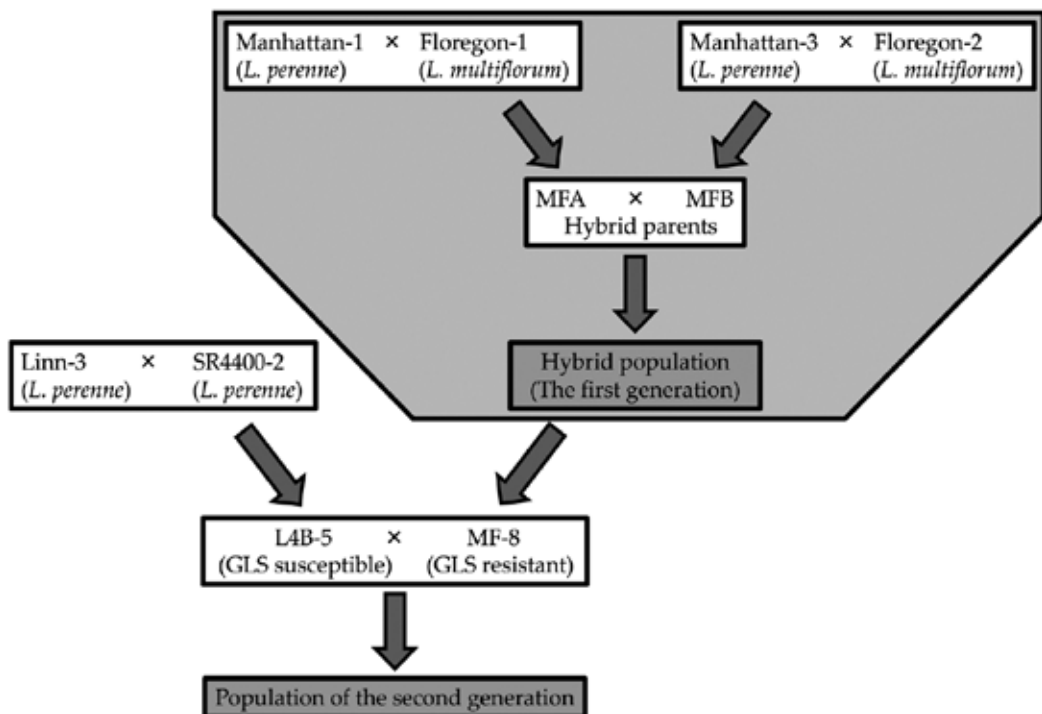 Manhattan-1 × Floregon-1
(L. perenne) (L. multiflorum)
Manhattan-3 × Floregon-2
(L. perenne) (L. multiflorum)
MFA × MFB
Hybrid parents
Linn-3 × SR4400-2
(L. perenne) (L. perenne)
Hybrid population
(The first generation)
L4B-5 × MF-8
(GLS susceptible) (GLS resistant)
Population of the second generation